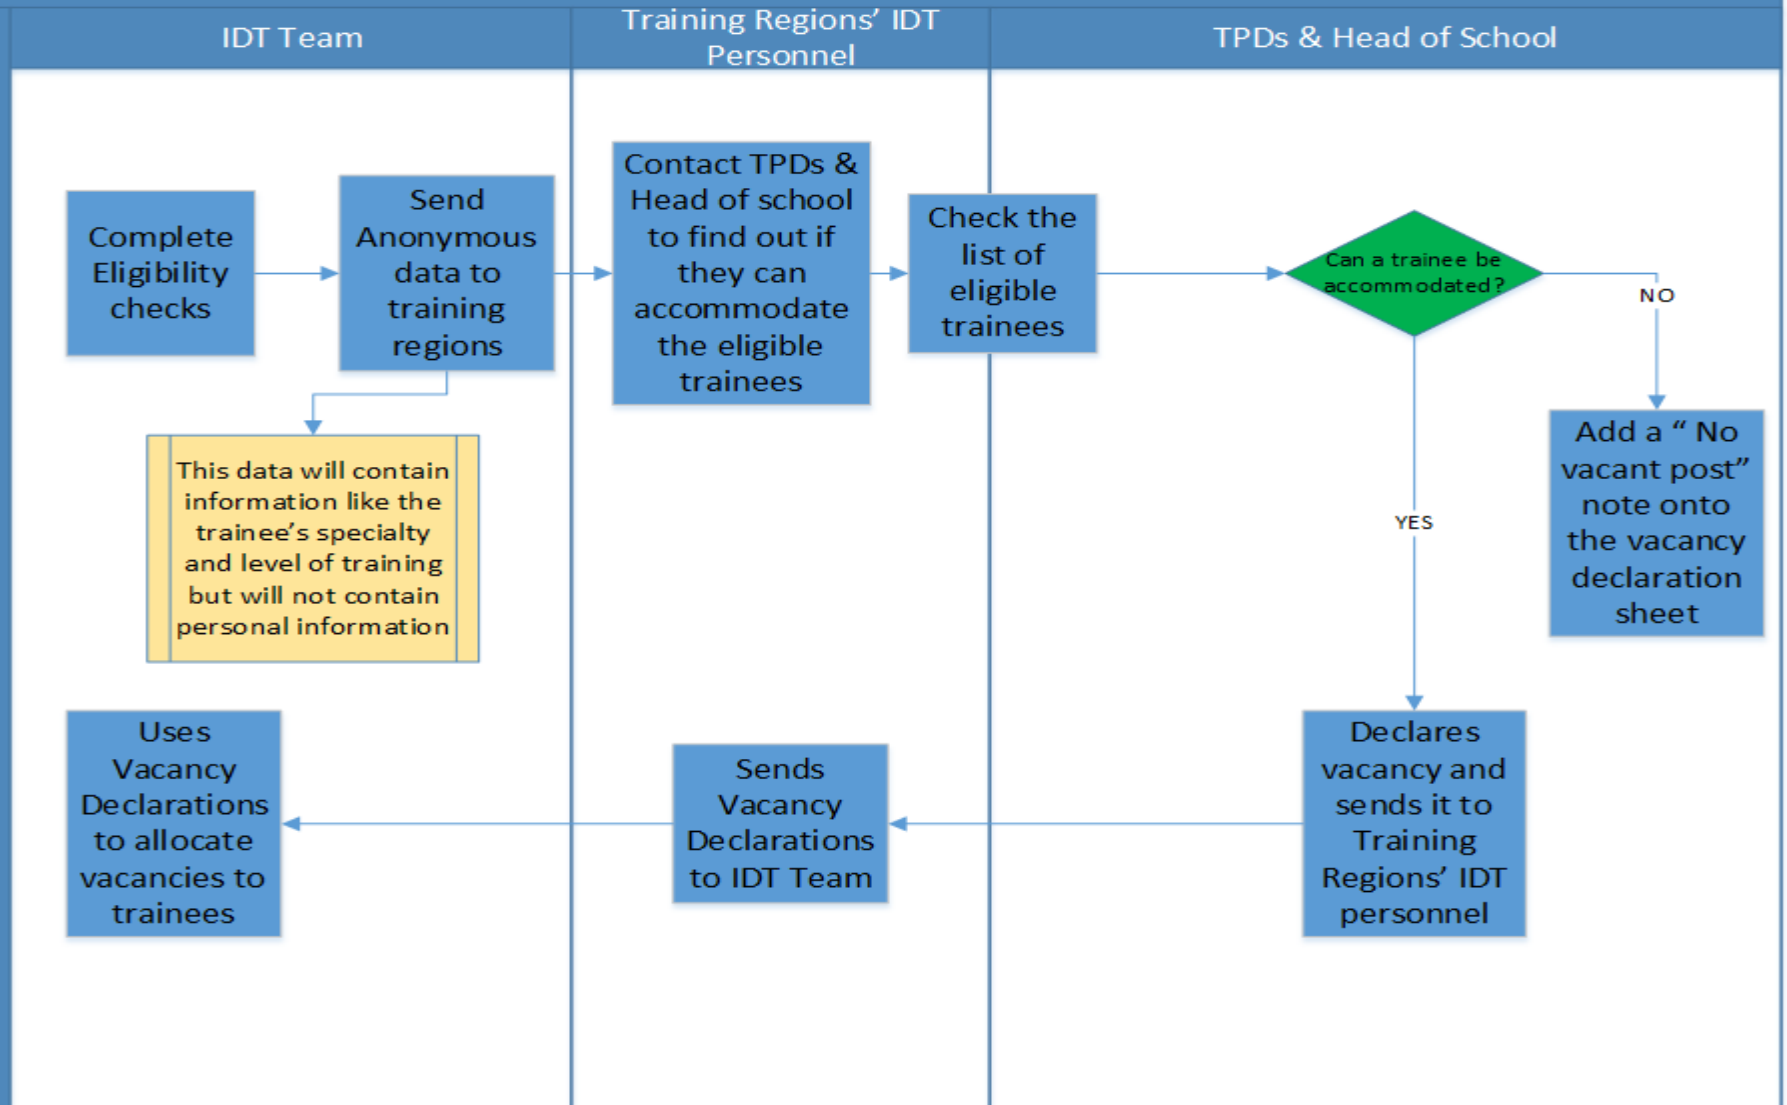 IDT Team
Training Regions’ IDT
Personnel
TPDs & Head of School
Complete
Eligibility
checks
Send
Anonymous
data to
training
regions
Contact TPDs &
Head of school
to find out if
they can
accommodate
the eligible
trainees
Check the
list of
eligible
trainees
Can a trainee be
accommodated?
NO
YES
Add a “ No
vacant post”
note onto
the vacancy
declaration
sheet
This data will contain
information like the
trainee’s specialty
and level of training
but will not contain
personal information
Declares
vacancy and
sends it to
Training
Regions’ IDT
personnel
Sends
Vacancy
Declarations
to IDT Team
Uses
Vacancy
Declarations
to allocate
vacancies to
trainees